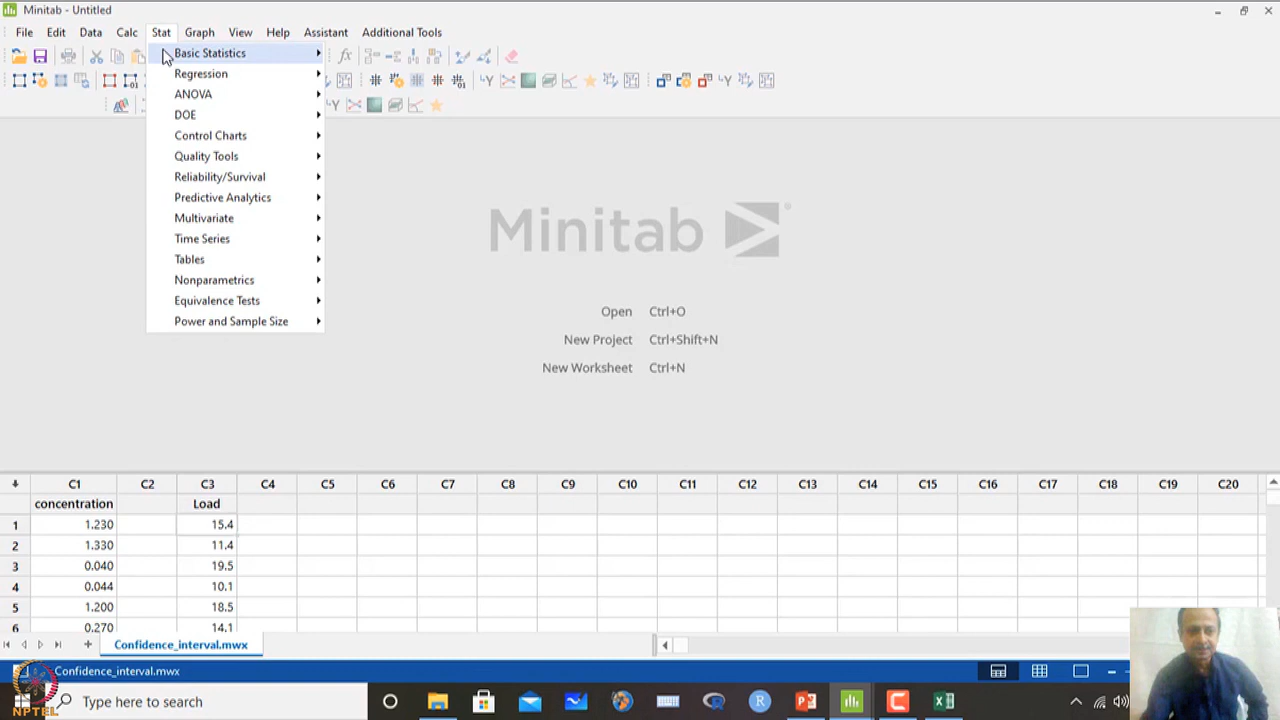 Minitab - Untitled
File Edit Data Calc Stat Graph View Help Assistant Additional Tools
Basic Statistics
Regression
ANOVA
DOE
Control Charts
Quality Tools
Reliability/Survival
Predictive Analytics
Multivariate
Time Series
Tables
Nonparametrics
Equivalence Tests
Power and Sample Size
Minitab
Open Ctrl+O
New Project Ctrl+Shift+N
New Worksheet Ctrl+N
C1 C2 C3 C4 C5 C6 C7 C8 C9 C10 C11 C12 C13 C14 C15 C16 C17 C18 C19 C20
concentration Load
1 1.230 15.4
2 1.330 11.4
3 0.040 19.5
4 0.044 10.1
5 1.200 18.5
6 0.270 14.1
Confidence_interval.mwx
Confidence_interval.mwx
Type here to search
NPTEL